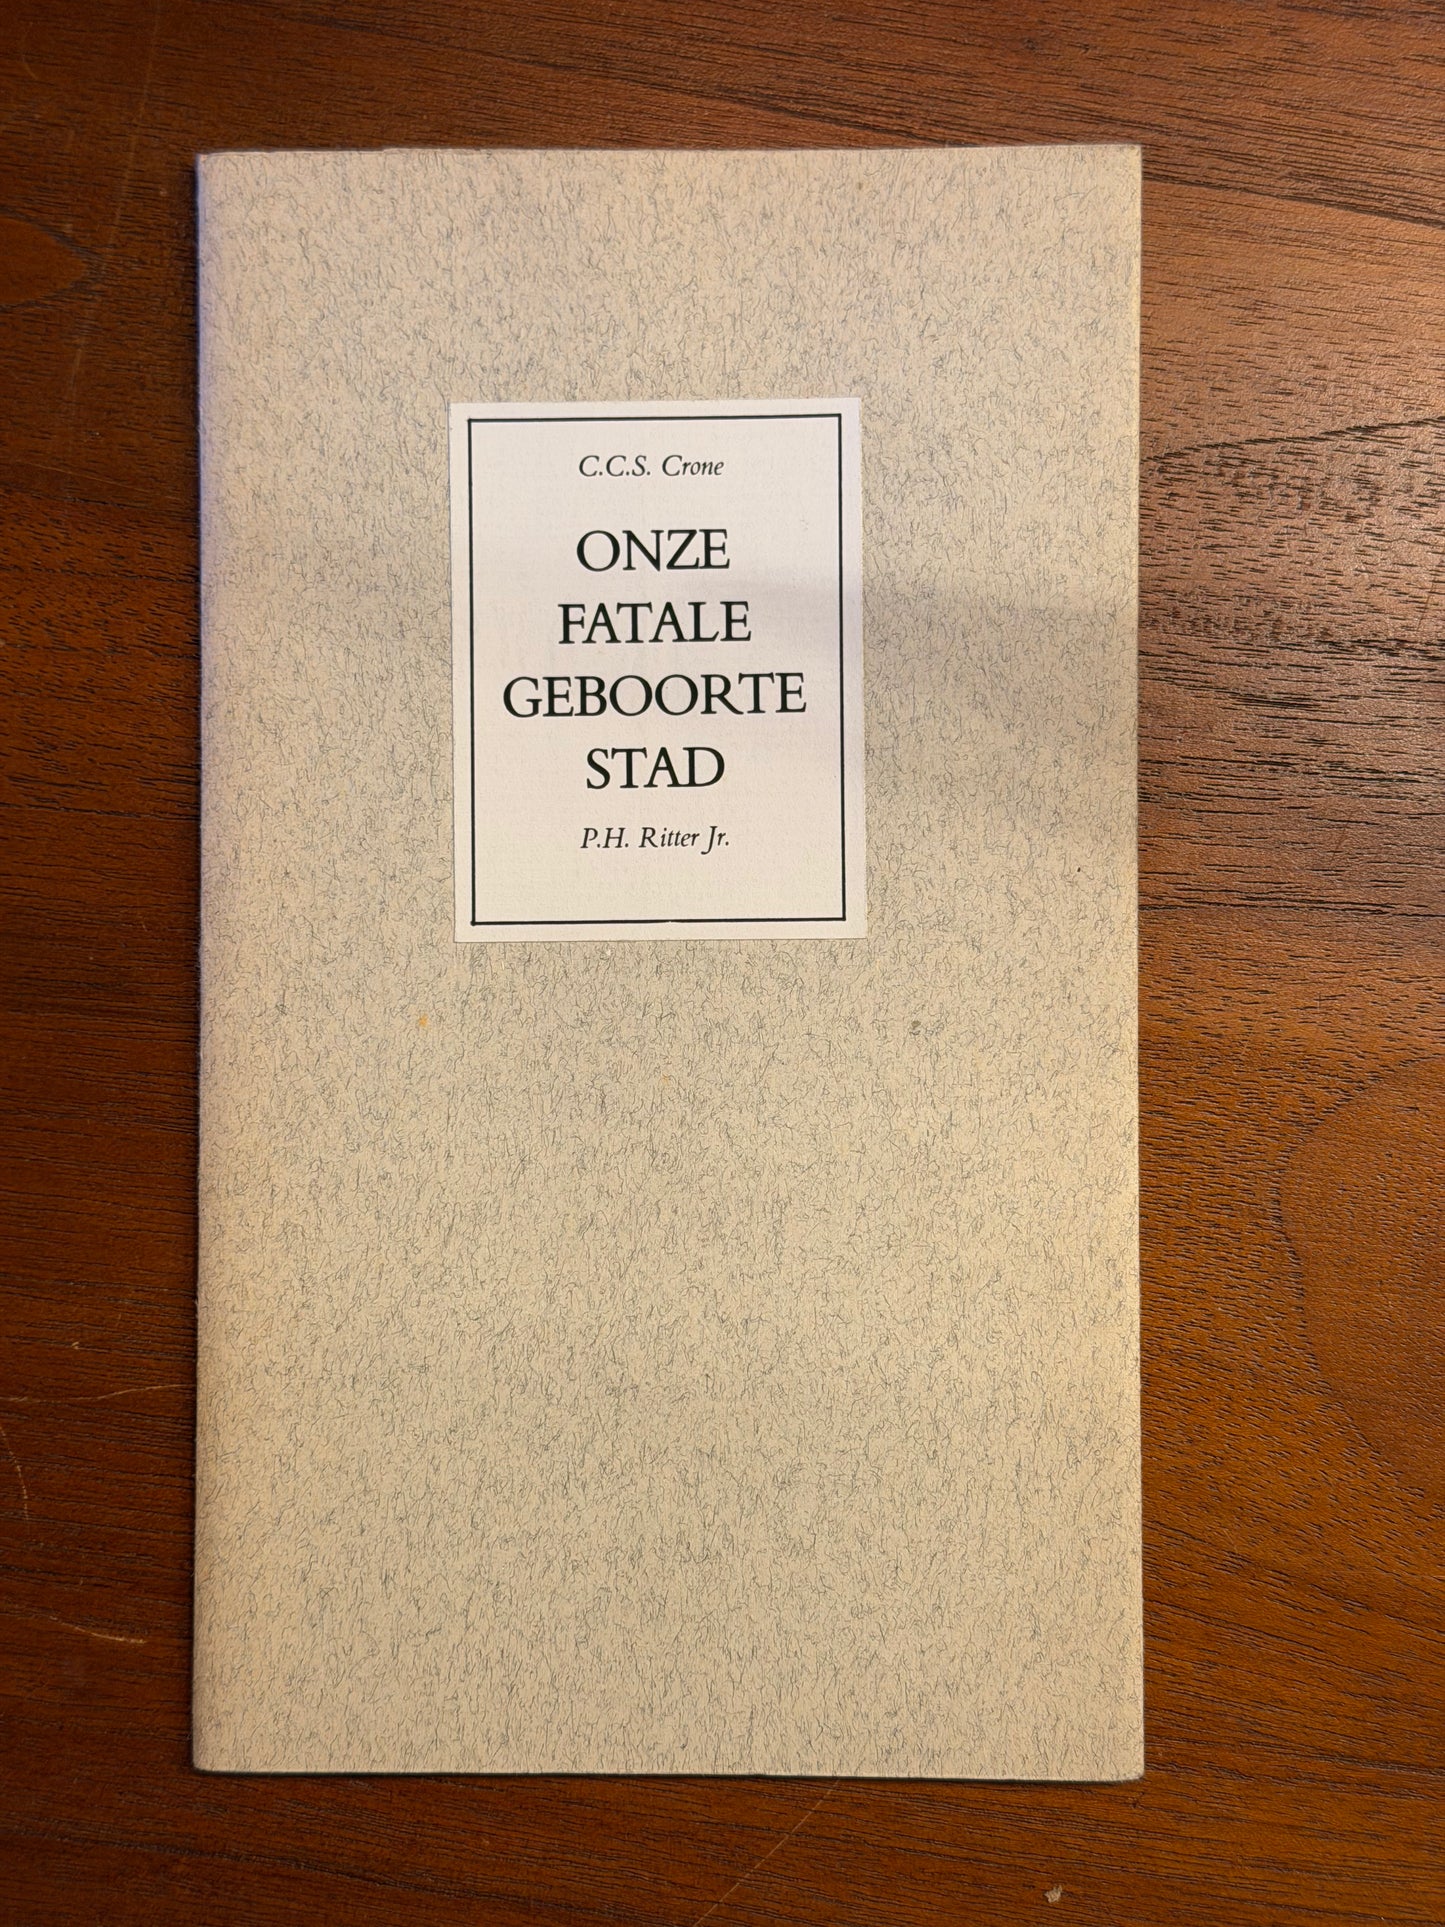 C.C.S. Crone
ONZE
FATALE
GEBOORTE
STAD
P.H. Ritter Jr.